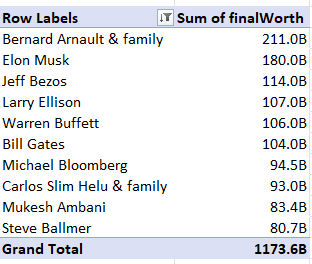 Row Labels Sum of finalWorth
Bernard Arnault & family 211.0B
Elon Musk 180.0B
Jeff Bezos 114.0B
Larry Ellison 107.0B
Warren Buffett 106.0B
Bill Gates 104.0B
Michael Bloomberg 94.5B
Carlos Slim Helu & family 93.0B
Mukesh Ambani 83.4B
Steve Ballmer 80.7B
Grand Total 1173.6B